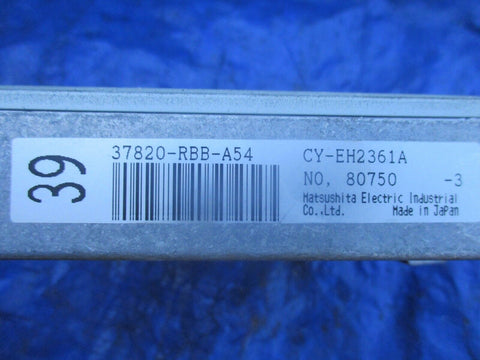 39
37820-RBB-A54
CY-EH2361A
NO, 80750 -3
Matsushita Electric Industrial
Co.,Ltd. Made in Japan